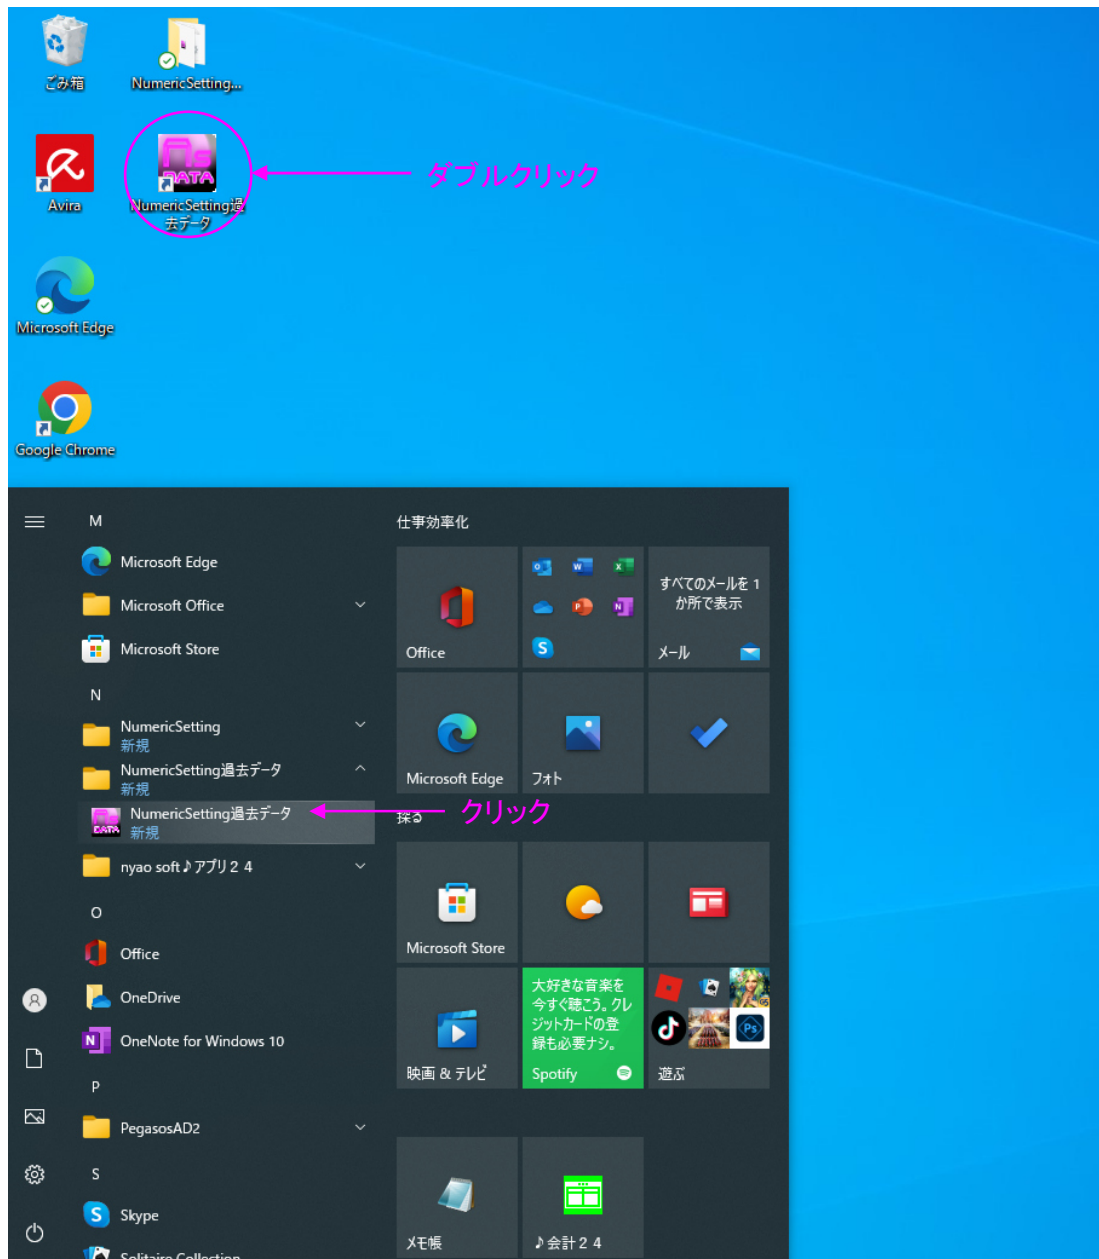 ごみ箱
NumericSetting...
Avira
NumericSetting過
去データ
ダブルクリック
Microsoft Edge
Google Chrome
M
Microsoft Edge
Microsoft Office
Microsoft Store
N
NumericSetting
新規
NumericSetting過去データ
新規
NumericSetting過去データ
新規
クリック
nyao soft♪アプリ２４
O
Office
OneDrive
OneNote for Windows 10
P
PegasosAD2
S
Skype
Solitaire Collection
仕事効率化
Office
すべてのメールを 1
か所で表示
メール
Microsoft Edge
フォト
探る
Microsoft Store
映画 & テレビ
大好きな音楽を
今すぐ聴こう。クレ
ジットカードの登
録も必要ナシ。
Spotify
遊ぶ
メモ帳
♪会計２４